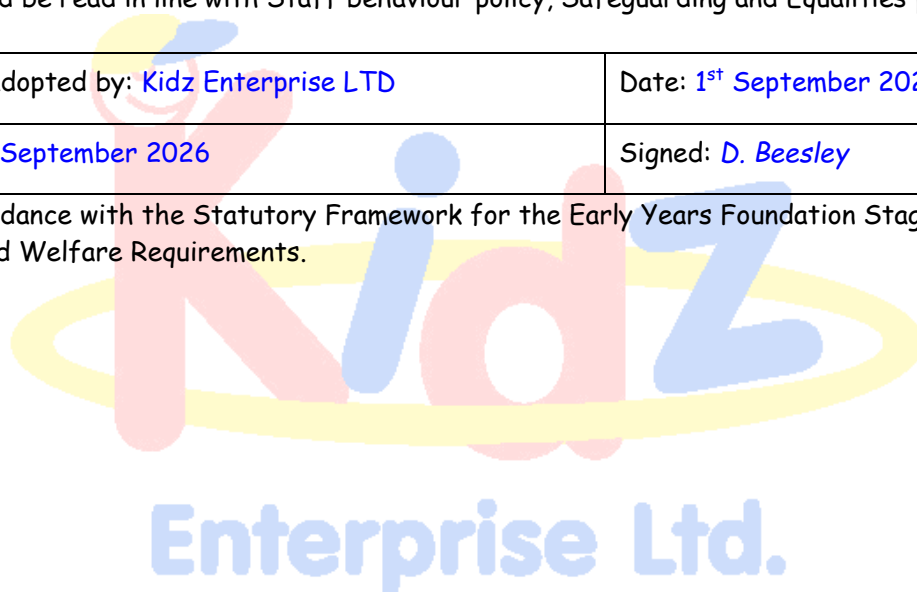 d be read in line with Staff behaviour policy, Safeguarding and Equalities
dopted by: Kidz Enterprise LTD
Date: 1st September 202
September 2026
Signed: D. Beesley
dance with the Statutory Framework for the Early Years Foundation Stag
d Welfare Requirements.
Kidz
Enterprise Ltd.